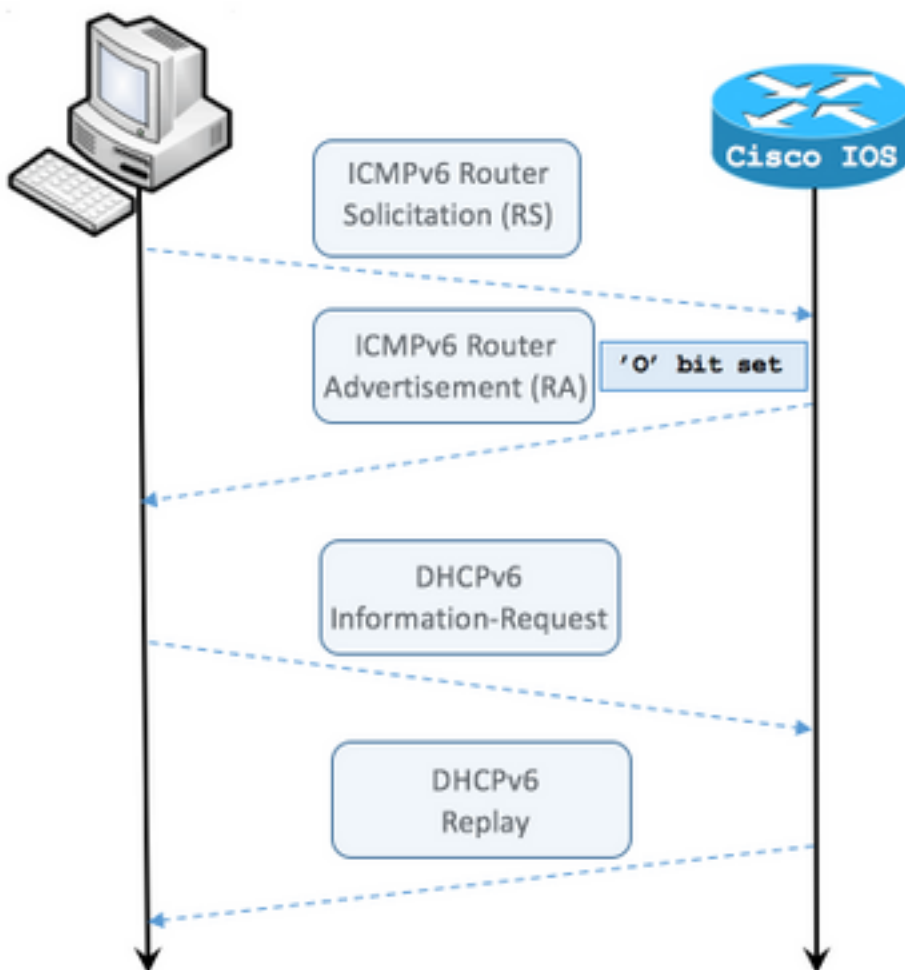 Cisco IOS
ICMPv6 Router
Solicitation (RS)
ICMPv6 Router
Advertisement (RA)
'O' bit set
DHCPv6
Information-Request
DHCPv6
Replay